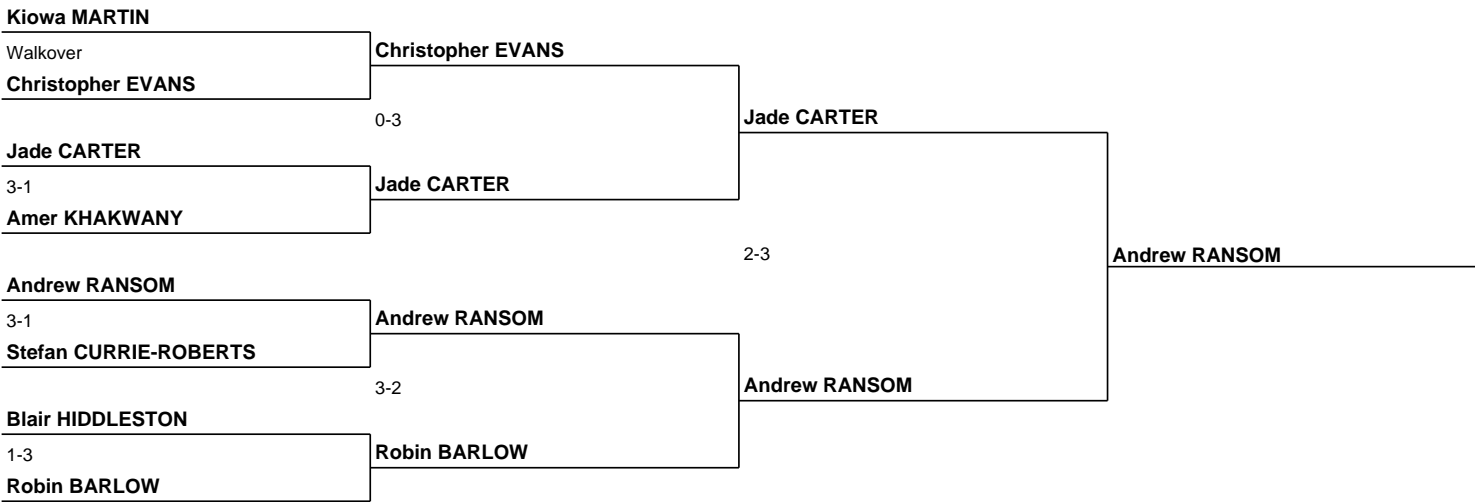 Kiowa MARTIN
Walkover
Christopher EVANS
Christopher EVANS
0-3
Jade CARTER
Jade CARTER
3-1
Jade CARTER
Amer KHAKWANY
2-3
Andrew RANSOM
Andrew RANSOM
3-1
Andrew RANSOM
Stefan CURRIE-ROBERTS
3-2
Andrew RANSOM
Blair HIDDLESTON
1-3
Robin BARLOW
Robin BARLOW